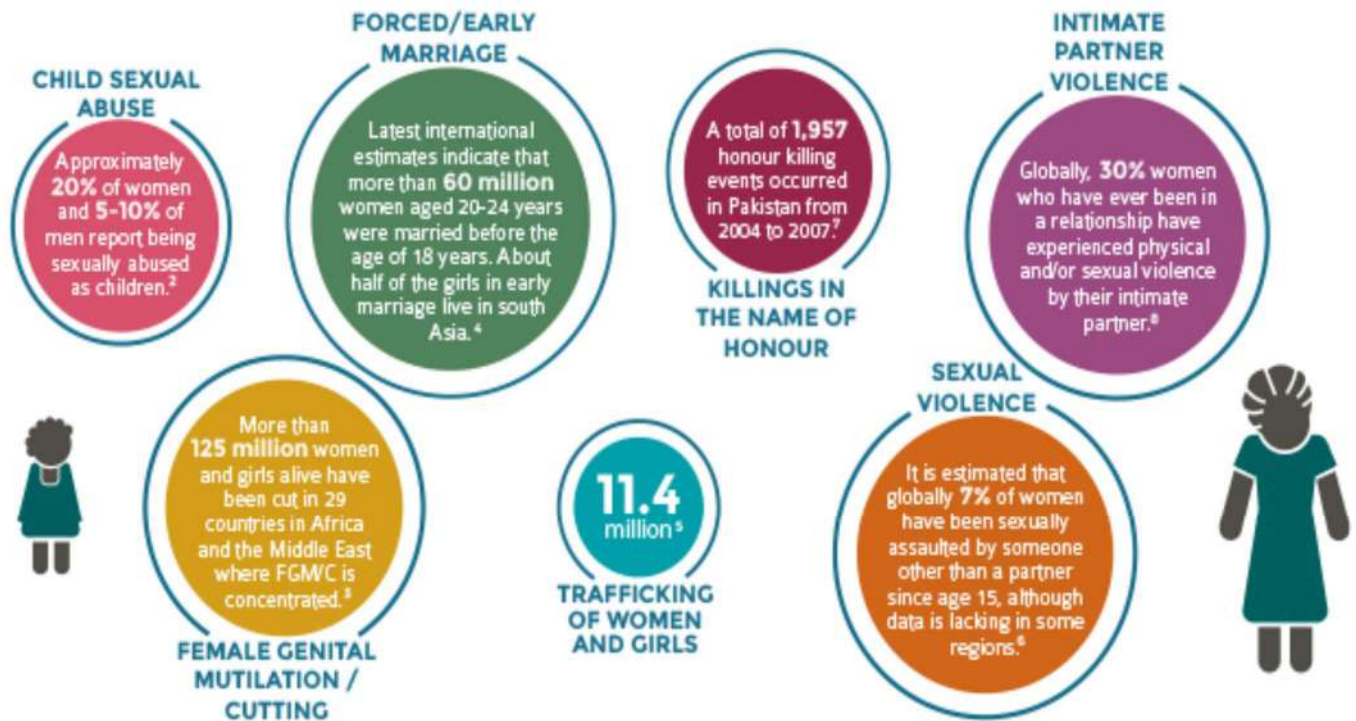 CHILD SEXUAL
ABUSE
Approximately
20% of women
and 5-10% of
men report being
sexually abused
as children.²
FORCED/EARLY
MARRIAGE
Latest international
estimates indicate that
more than 60 million
women aged 20-24 years
were married before the
age of 18 years. About
half of the girls in early
marriage live in south
Asia.⁴
A total of 1,957
honour killing
events occurred
in Pakistan from
2004 to 2007.⁷
KILLINGS IN
THE NAME OF
HONOUR
INTIMATE
PARTNER
VIOLENCE
Globally, 30% women
who have ever been in
a relationship have
experienced physical
and/or sexual violence
by their intimate
partner.⁸
More than
125 million women
and girls alive have
been cut in 29
countries in Africa
and the Middle East
where FGM/C is
concentrated.³
FEMALE GENITAL
MUTILATION /
CUTTING
11.4
million⁵
TRAFFICKING
OF WOMEN
AND GIRLS
SEXUAL
VIOLENCE
It is estimated that
globally 7% of women
have been sexually
assaulted by someone
other than a partner
since age 15, although
data is lacking in some
regions.⁶